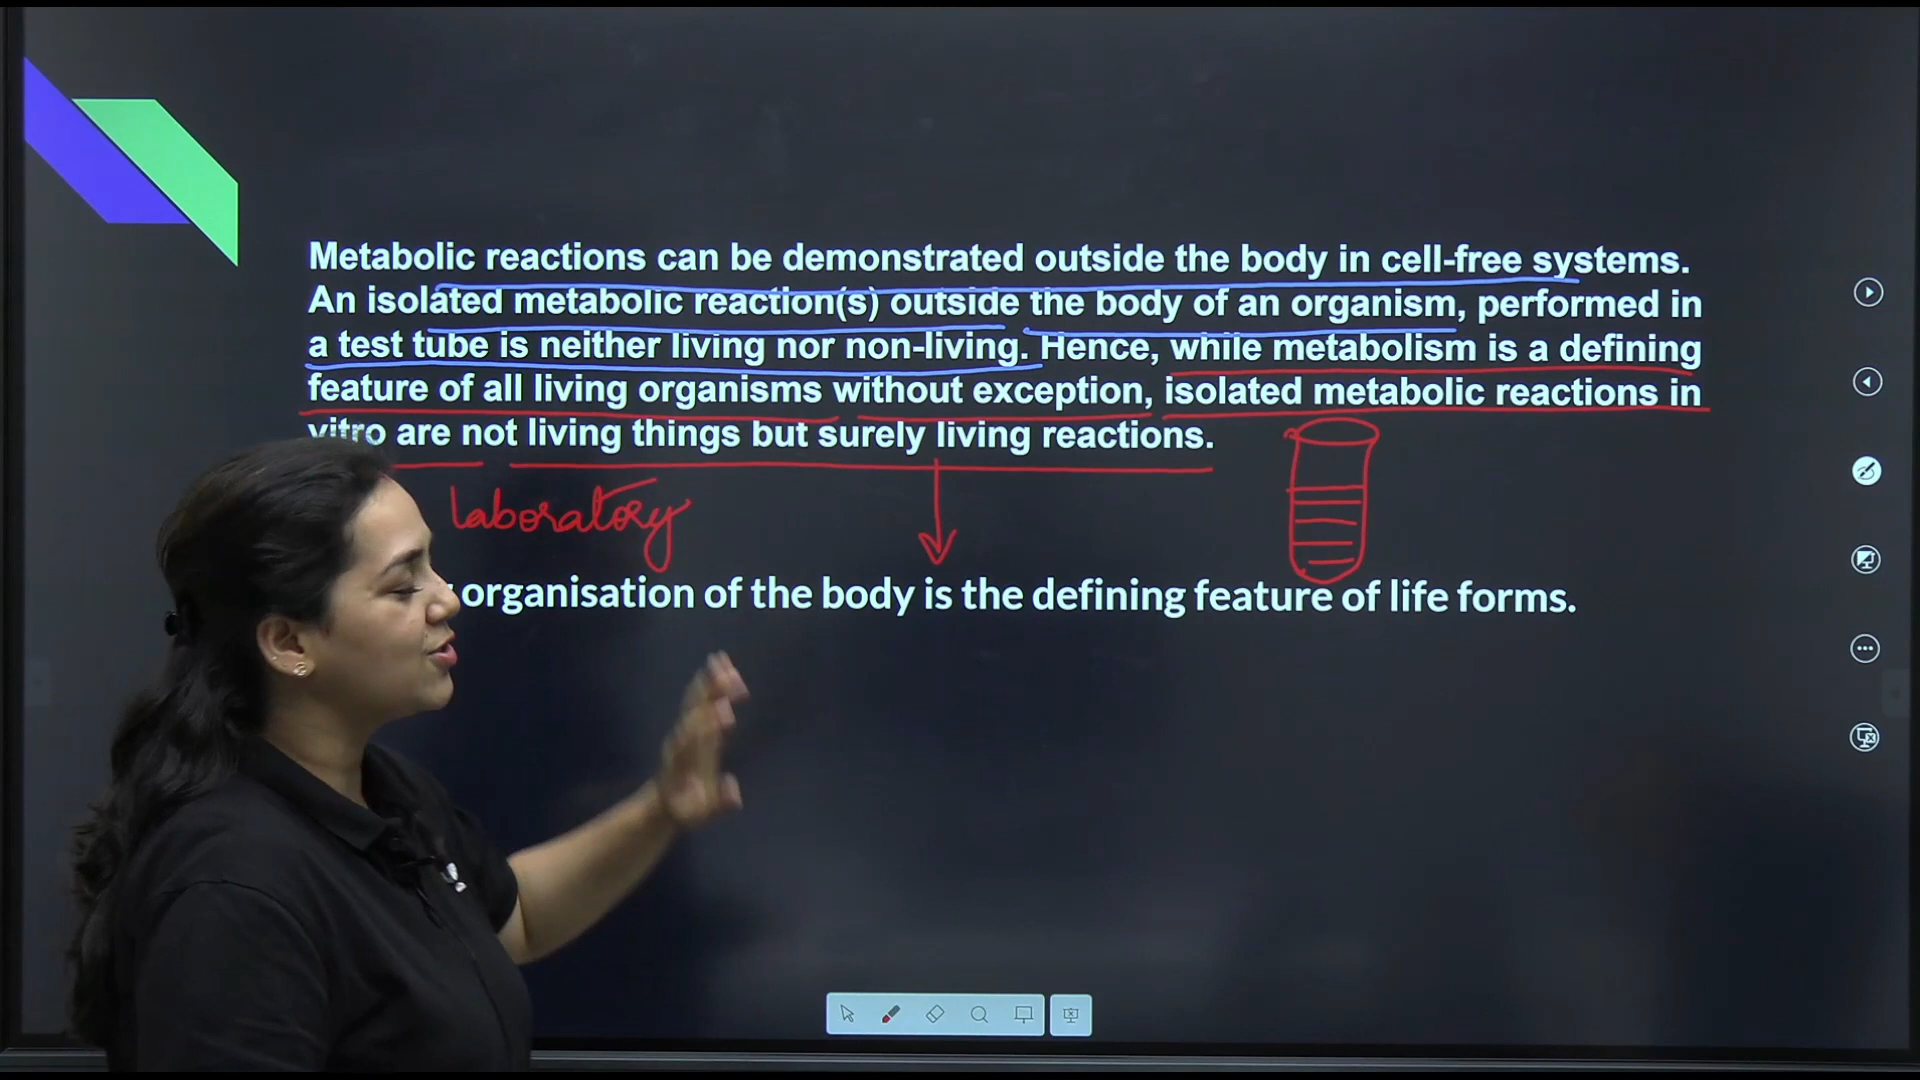 Metabolic reactions can be demonstrated outside the body in cell-free systems.
An isolated metabolic reaction(s) outside the body of an organism, performed in
a test tube is neither living nor non-living. Hence, while metabolism is a defining
feature of all living organisms without exception, isolated metabolic reactions in
vitro are not living things but surely living reactions.
laboratory
organisation of the body is the defining feature of life forms.